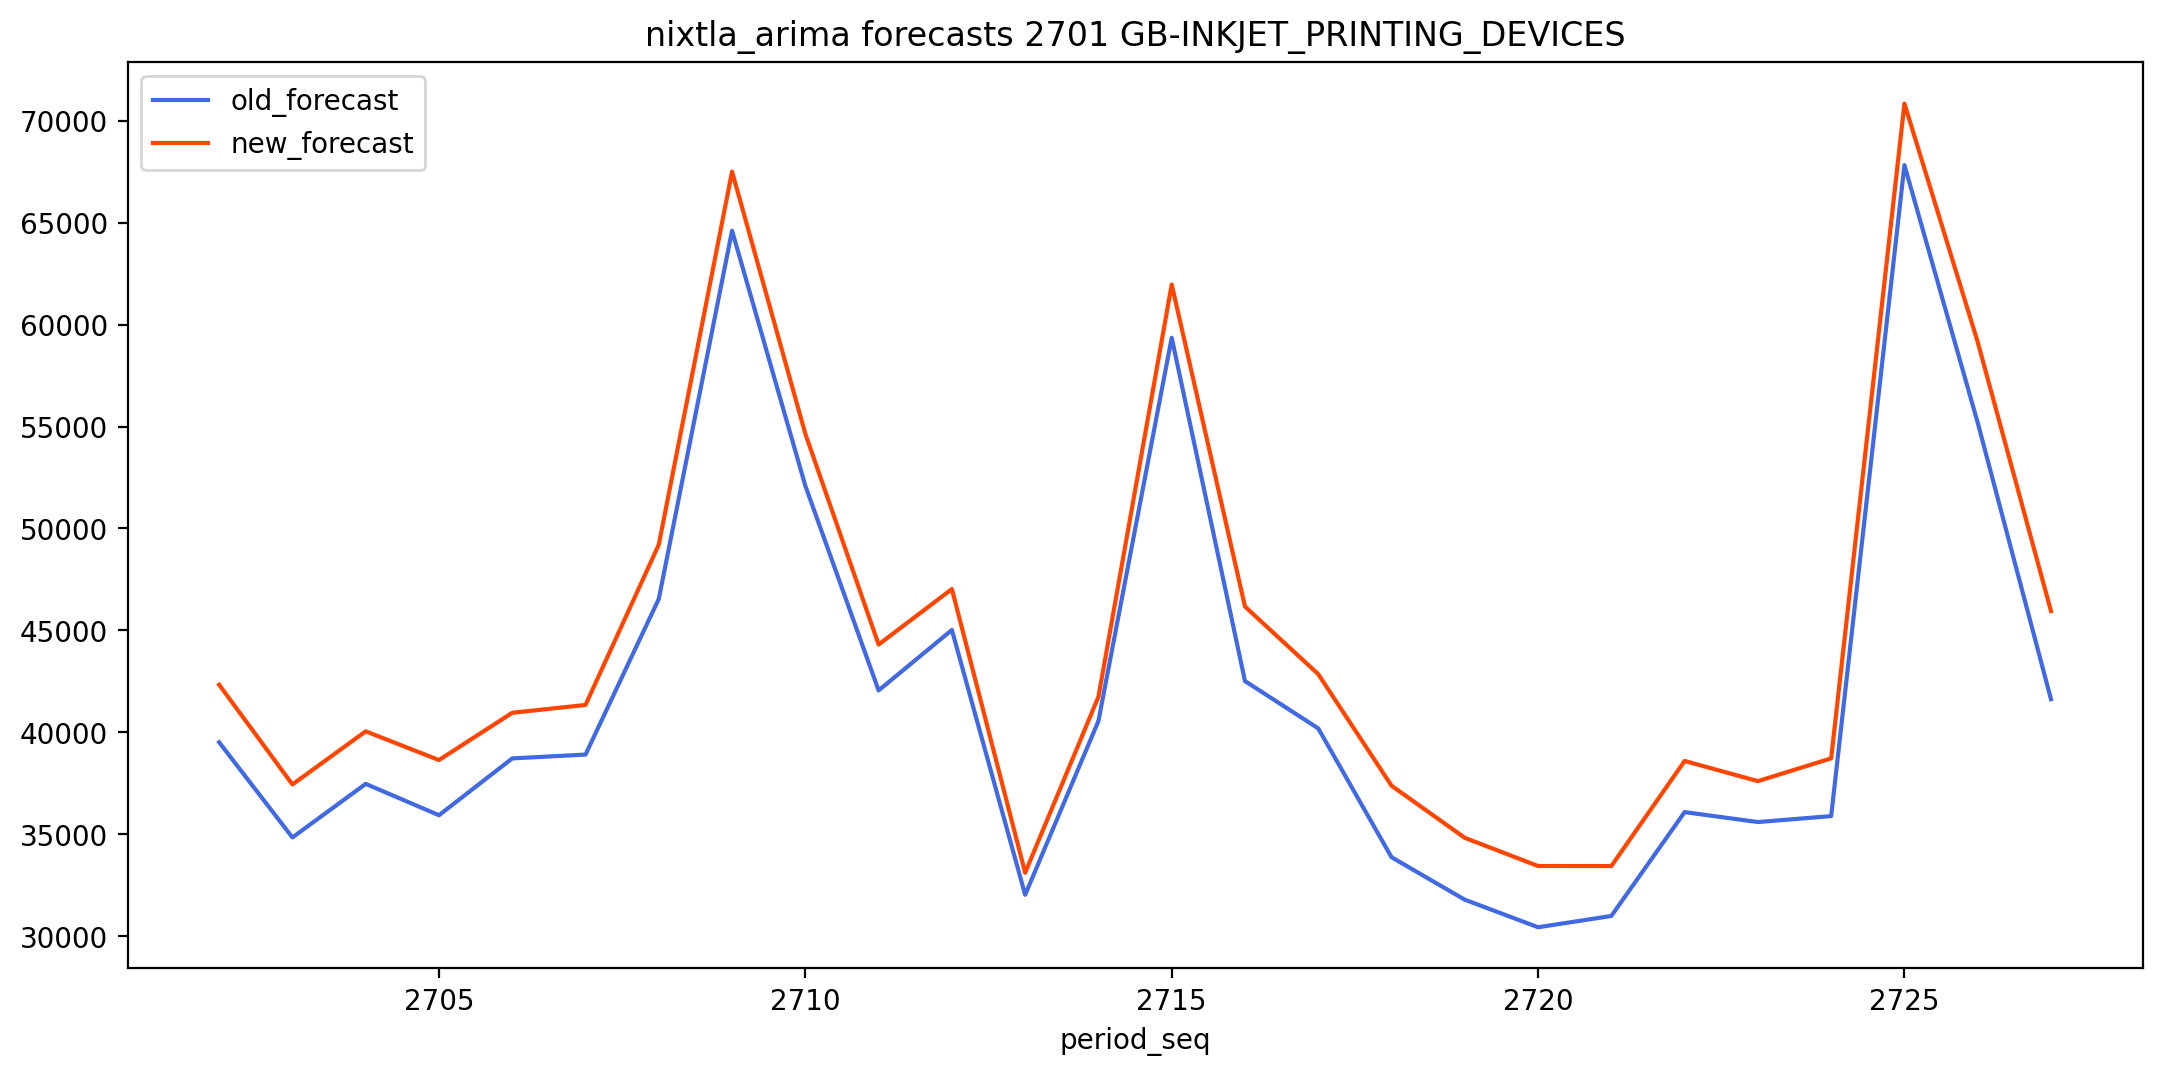 nixtla_arima forecasts 2701 GB-INKJET_PRINTING_DEVICES
old_forecast
new_forecast
70000
65000
60000
55000
50000
45000
40000
35000
30000
2705 2710 2715 2720 2725
period_seq